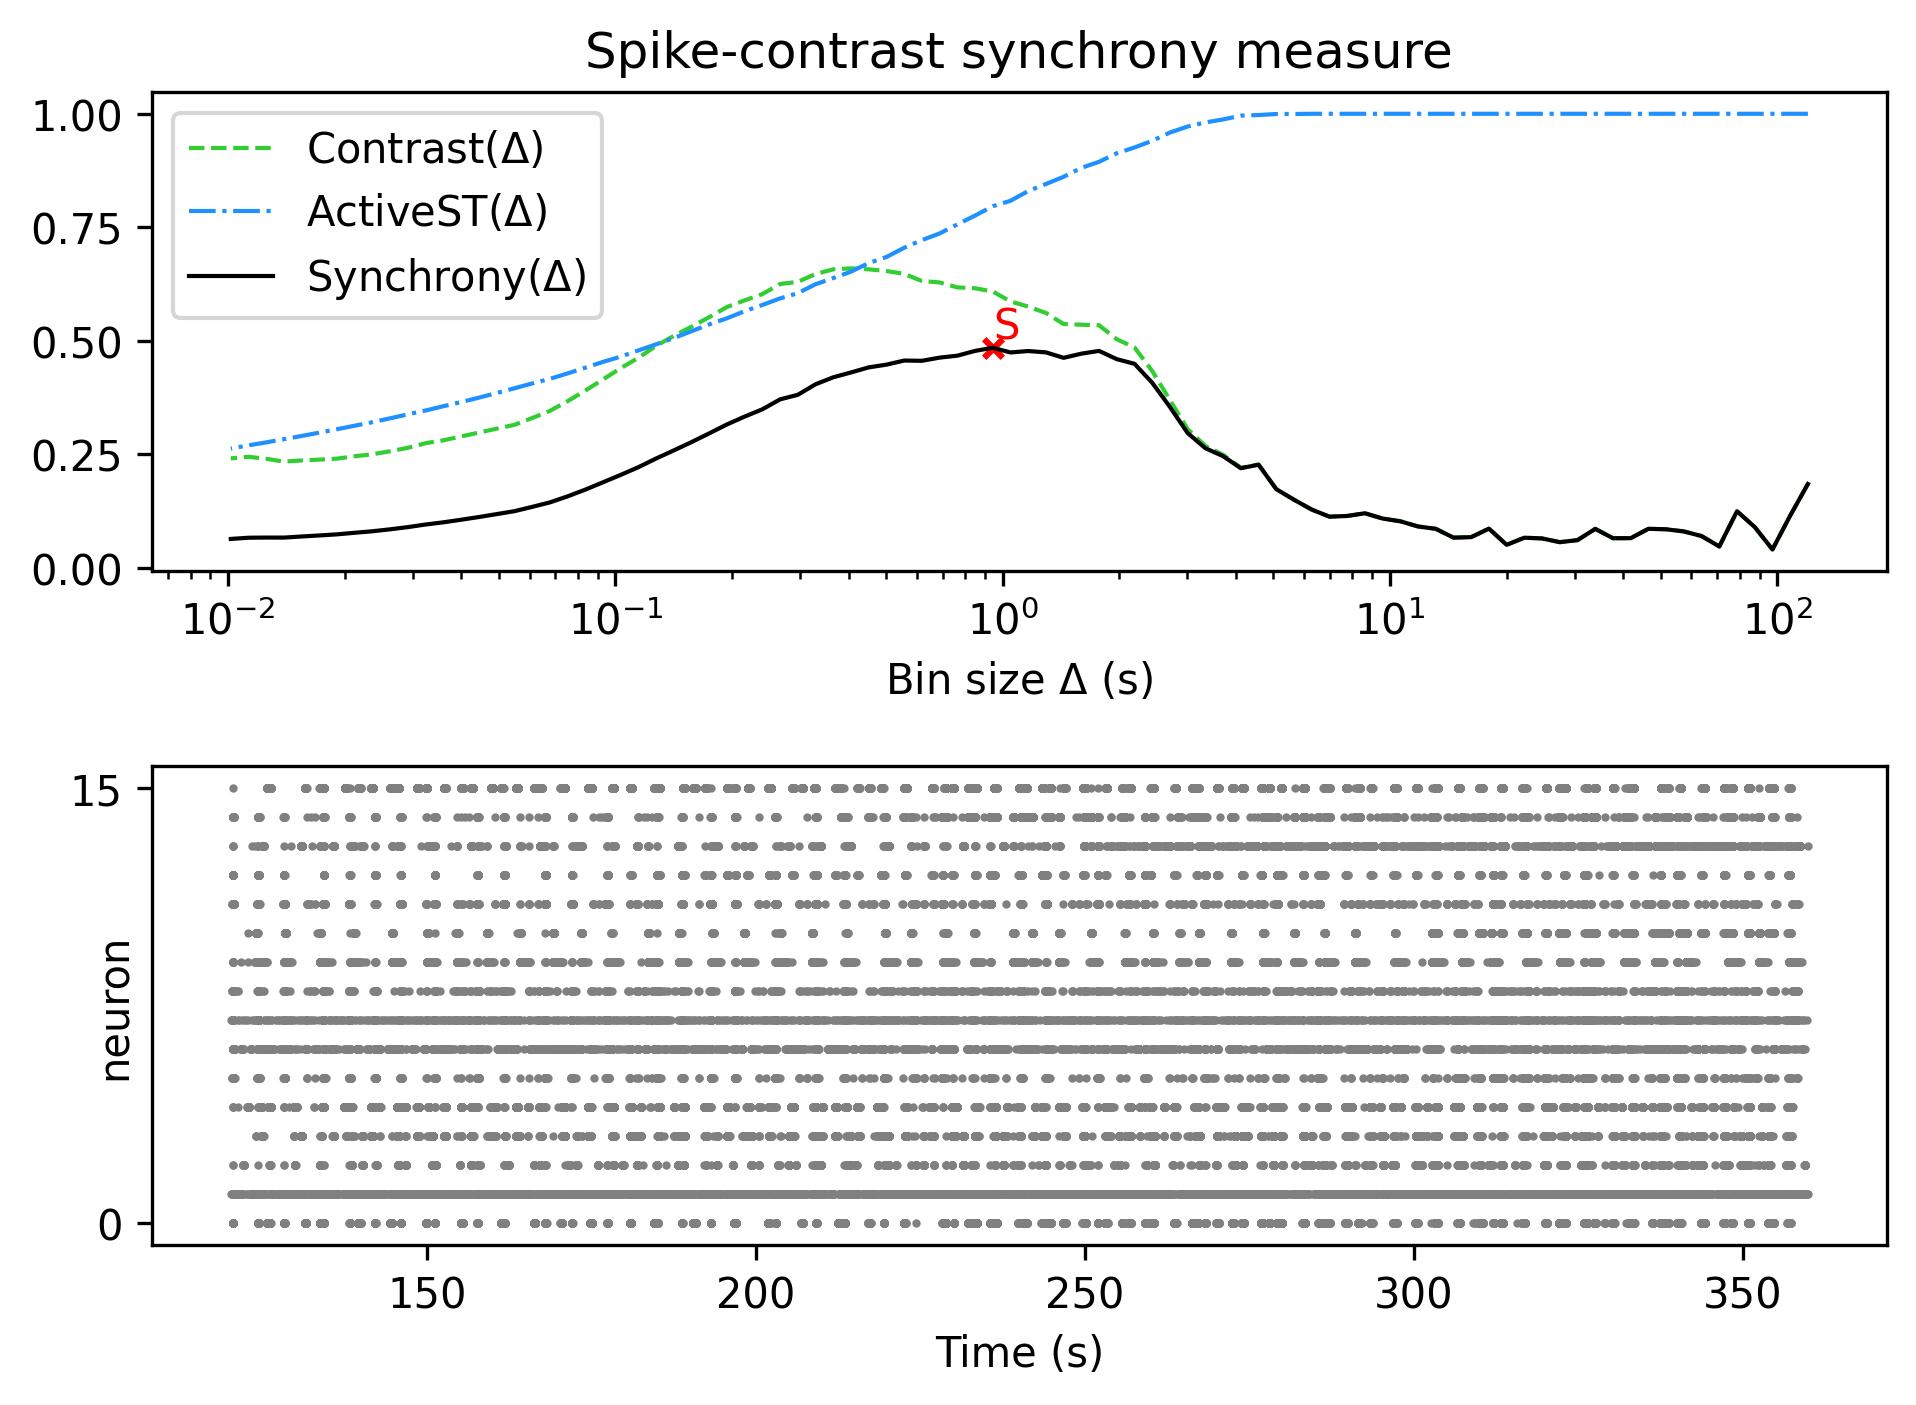 Spike-contrast synchrony measure
1.00
0.75
0.50
0.25
0.00
Contrast(Δ)
ActiveST(Δ)
Synchrony(Δ)
S
10⁻² 10⁻¹ 10⁰ 10¹ 10²
Bin size Δ (s)
15
0
neuron
150 200 250 300 350
Time (s)